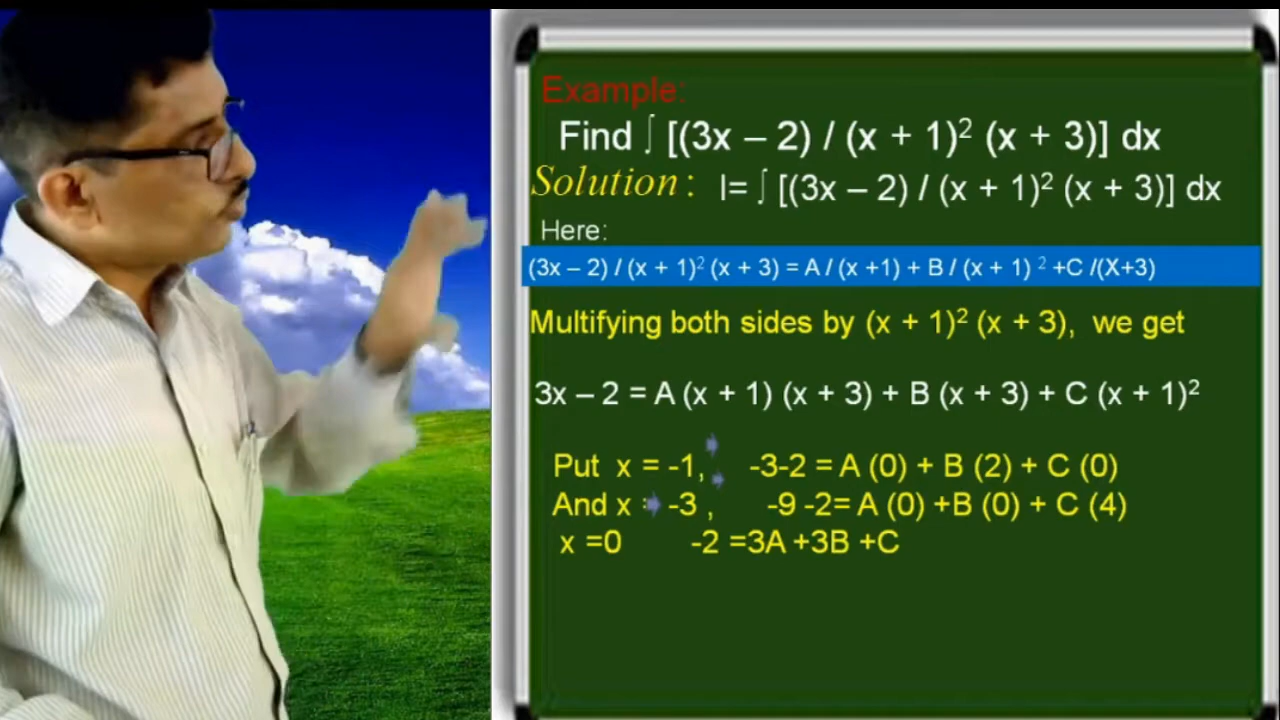 Example:
Find ∫ [(3x – 2) / (x + 1)² (x + 3)] dx
Solution : I= ∫ [(3x – 2) / (x + 1)² (x + 3)] dx
Here:
(3x – 2) / (x + 1)² (x + 3) = A / (x +1) + B / (x + 1) ² +C /(X+3)
Multifying both sides by (x + 1)² (x + 3), we get
3x – 2 = A (x + 1) (x + 3) + B (x + 3) + C (x + 1)²
Put x = -1, -3-2 = A (0) + B (2) + C (0)
And x = -3 , -9 -2= A (0) +B (0) + C (4)
x =0 -2 =3A +3B +C